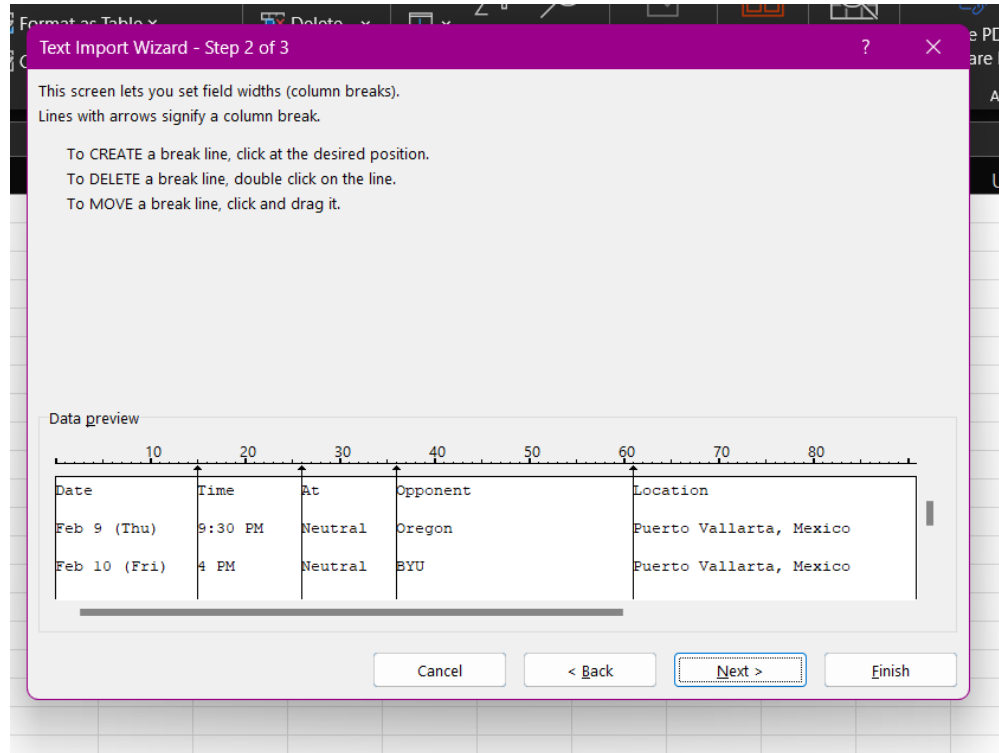 Format as Table
Delete
Text Import Wizard - Step 2 of 3 ?
This screen lets you set field widths (column breaks).
Lines with arrows signify a column break.
To CREATE a break line, click at the desired position.
To DELETE a break line, double click on the line.
To MOVE a break line, click and drag it.
Data preview
10 20 30 40 50 60 70 80
Date Time At Opponent Location
Feb 9 (Thu) 9:30 PM Neutral Oregon Puerto Vallarta, Mexico
Feb 10 (Fri) 4 PM Neutral BYU Puerto Vallarta, Mexico
Cancel < Back Next > Finish